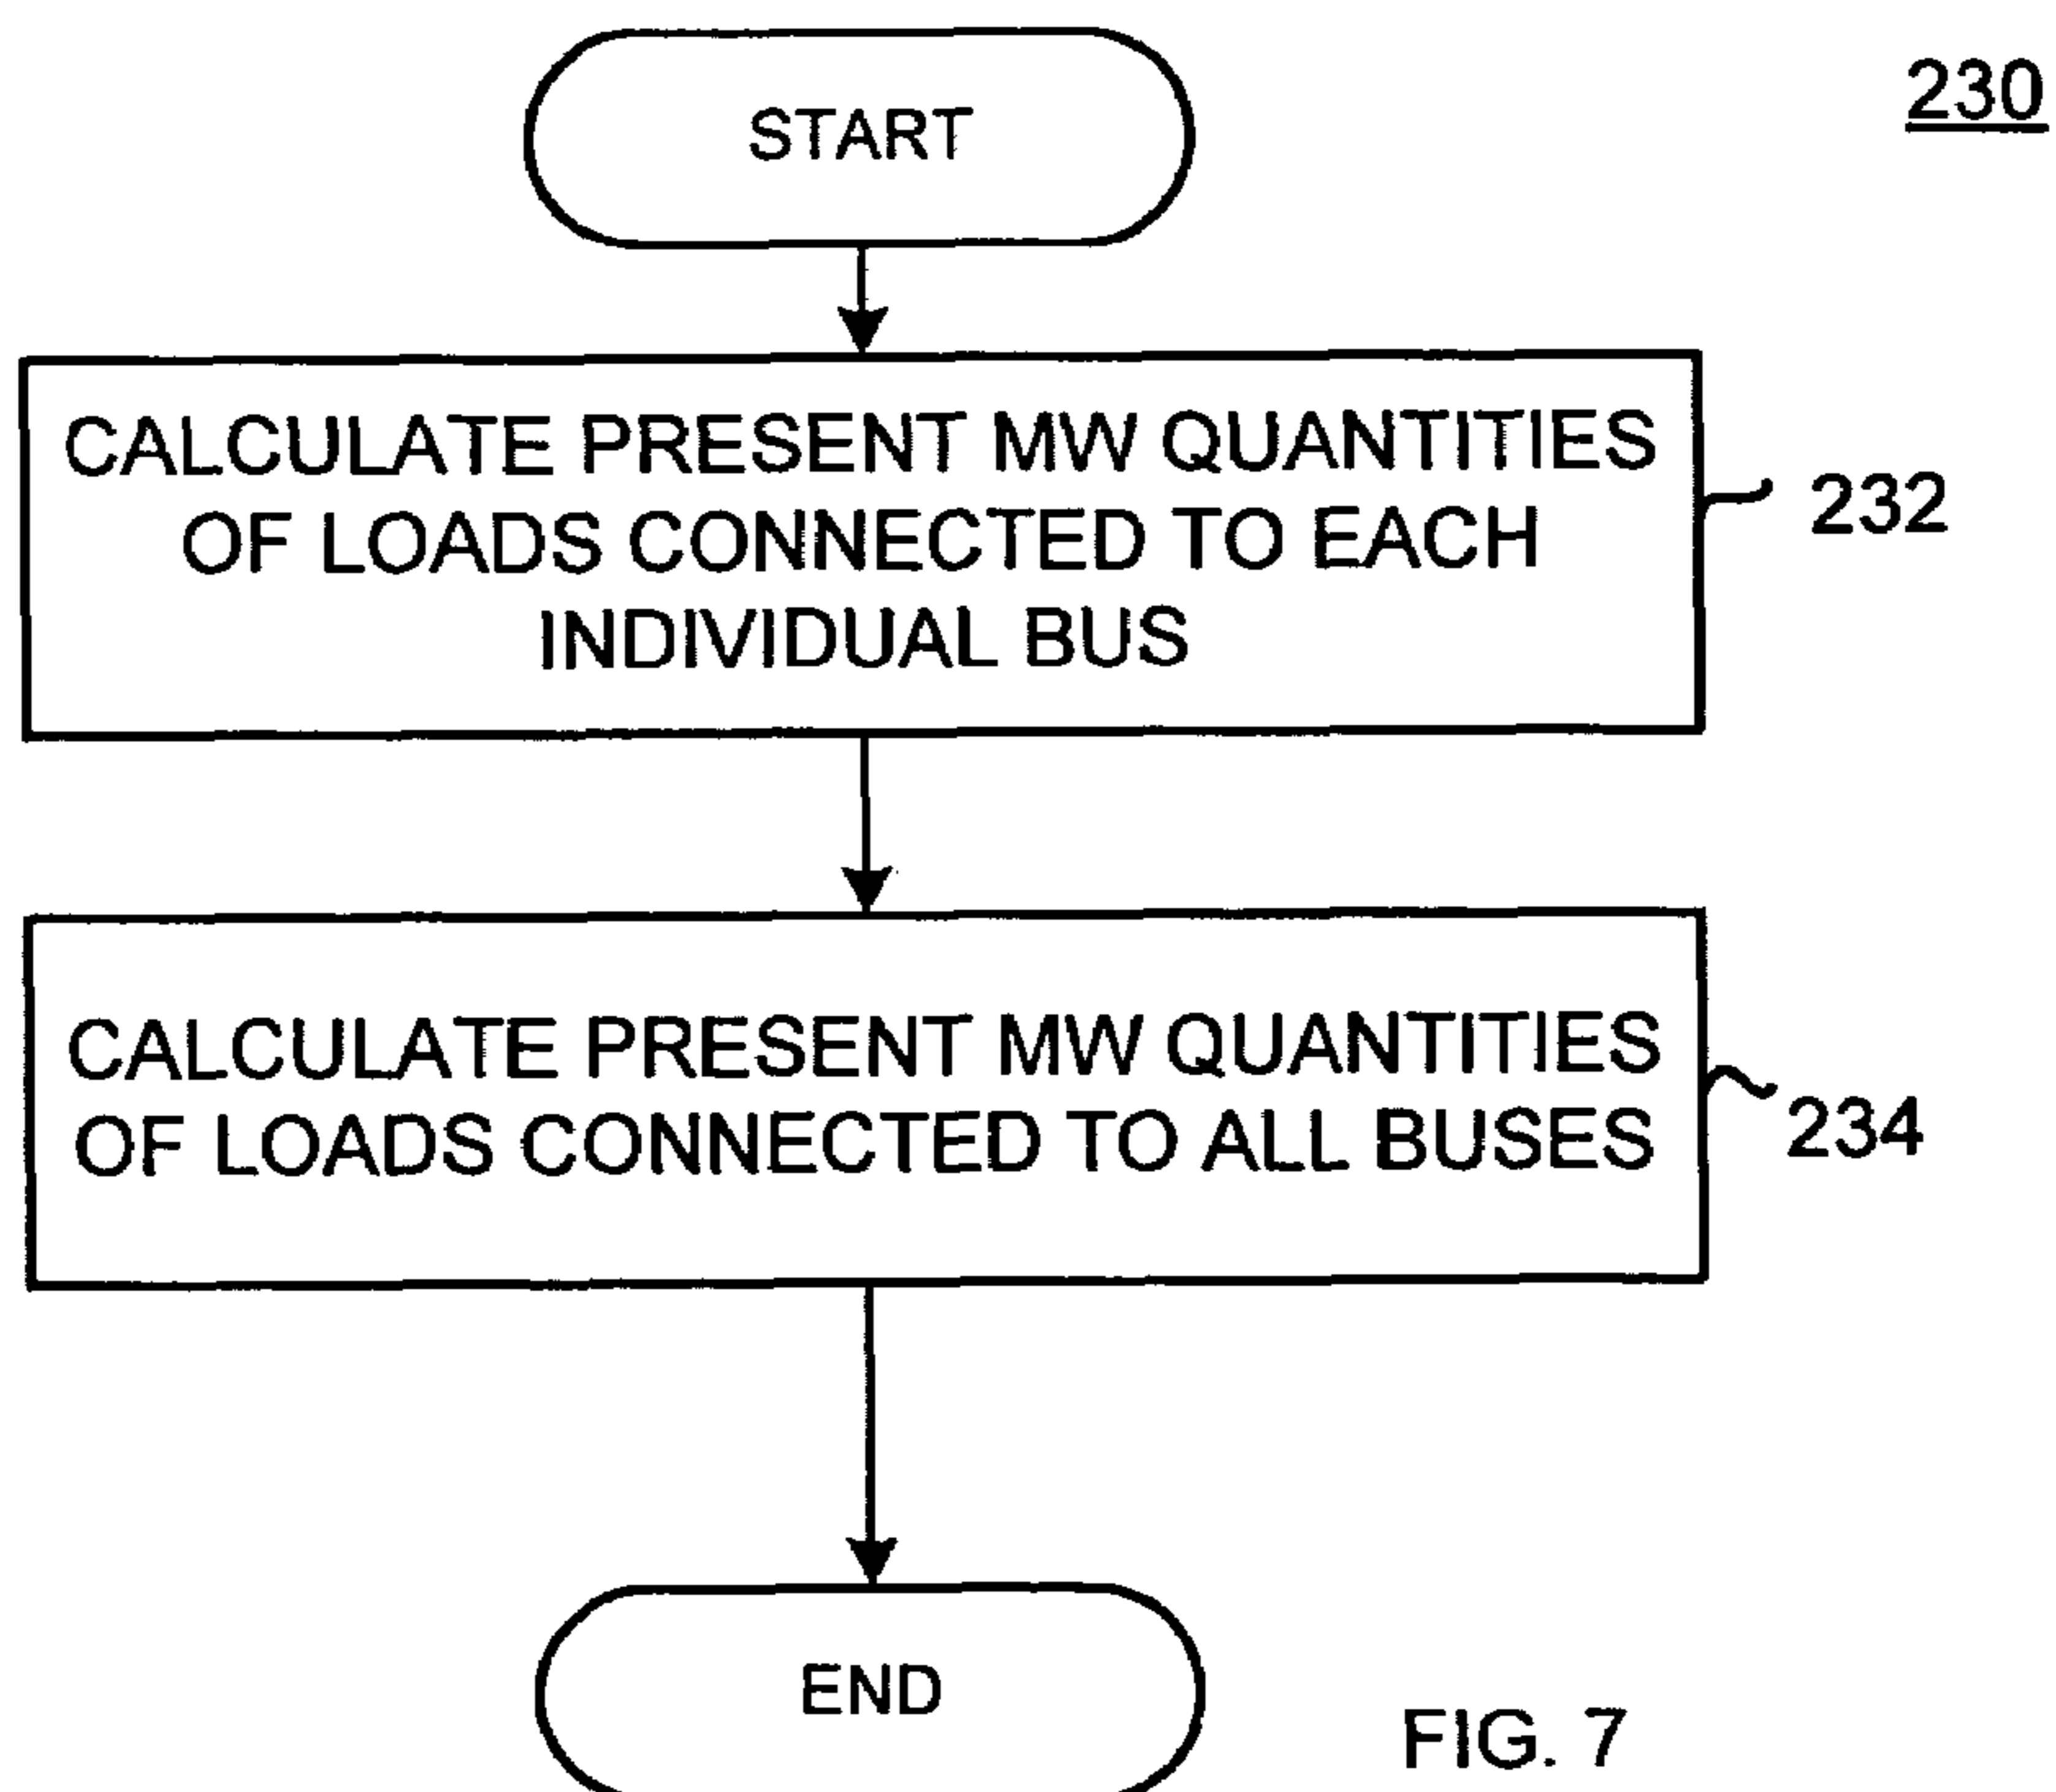 START
230
CALCULATE PRESENT MW QUANTITIES
OF LOADS CONNECTED TO EACH
INDIVIDUAL BUS
232
CALCULATE PRESENT MW QUANTITIES
OF LOADS CONNECTED TO ALL BUSES
234
END
FIG. 7